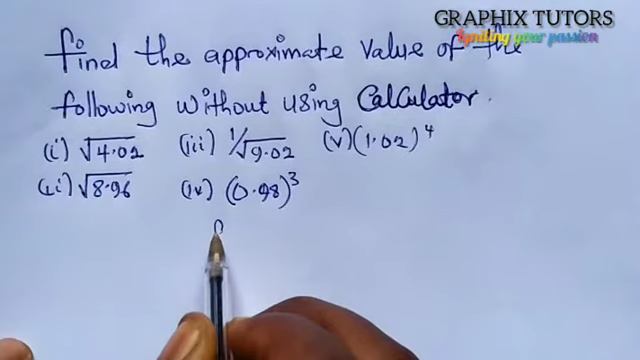 GRAPHIX TUTORS
Igniting your passion
find the approximate value of the
following without using Calculator.
(i) √4.02 (iii) 1/√9.02 (v) (1.02)^4
(ii) √8.96 (iv) (0.98)^3